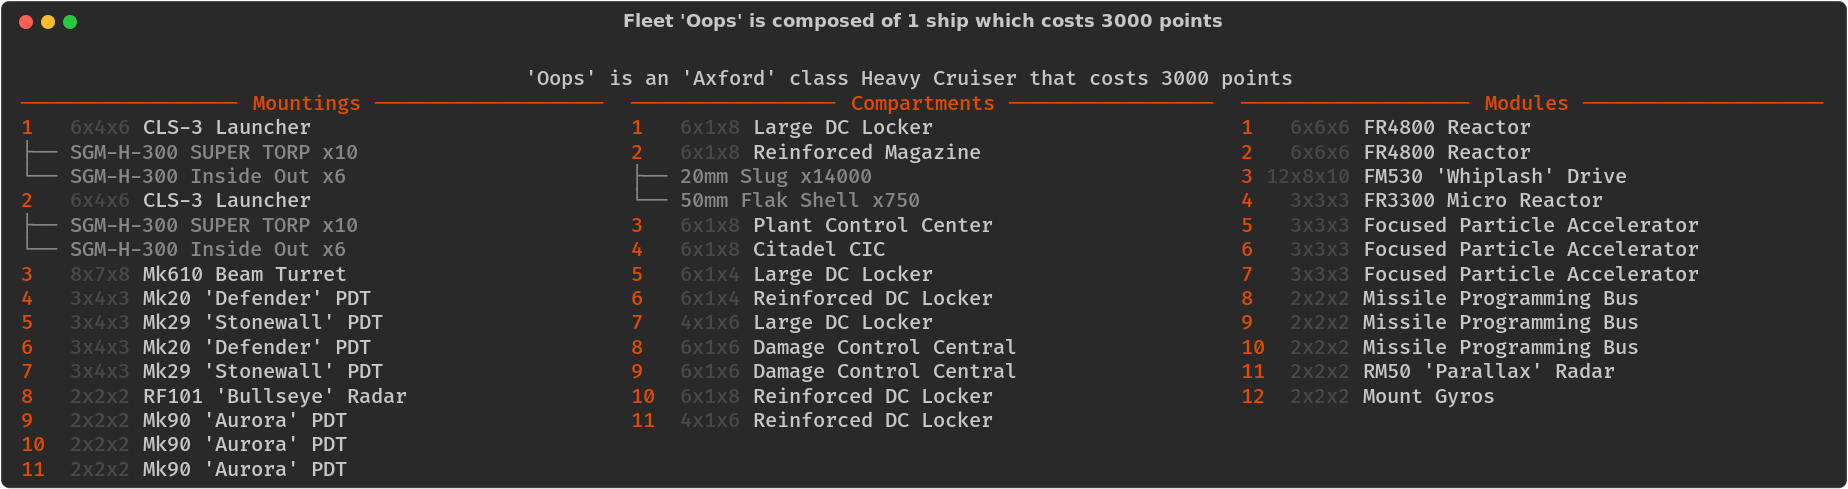 Fleet 'Oops' is composed of 1 ship which costs 3000 points
'Oops' is an 'Axford' class Heavy Cruiser that costs 3000 points
Mountings
1 6x4x6 CLS-3 Launcher
SGM-H-300 SUPER TORP x10
SGM-H-300 Inside Out x6
2 6x4x6 CLS-3 Launcher
SGM-H-300 SUPER TORP x10
SGM-H-300 Inside Out x6
3 8x7x8 Mk610 Beam Turret
4 3x4x3 Mk20 'Defender' PDT
5 3x4x3 Mk29 'Stonewall' PDT
6 3x4x3 Mk20 'Defender' PDT
7 3x4x3 Mk29 'Stonewall' PDT
8 2x2x2 RF101 'Bullseye' Radar
9 2x2x2 Mk90 'Aurora' PDT
10 2x2x2 Mk90 'Aurora' PDT
11 2x2x2 Mk90 'Aurora' PDT
Compartments
1 6x1x8 Large DC Locker
2 6x1x8 Reinforced Magazine
20mm Slug x14000
50mm Flak Shell x750
3 6x1x8 Plant Control Center
4 6x1x8 Citadel CIC
5 6x1x4 Large DC Locker
6 6x1x4 Reinforced DC Locker
7 4x1x6 Large DC Locker
8 6x1x6 Damage Control Central
9 6x1x6 Damage Control Central
10 6x1x8 Reinforced DC Locker
11 4x1x6 Reinforced DC Locker
Modules
1 6x6x6 FR4800 Reactor
2 6x6x6 FR4800 Reactor
3 12x8x10 FM530 'Whiplash' Drive
4 3x3x3 FR3300 Micro Reactor
5 3x3x3 Focused Particle Accelerator
6 3x3x3 Focused Particle Accelerator
7 3x3x3 Focused Particle Accelerator
8 2x2x2 Missile Programming Bus
9 2x2x2 Missile Programming Bus
10 2x2x2 Missile Programming Bus
11 2x2x2 RM50 'Parallax' Radar
12 2x2x2 Mount Gyros